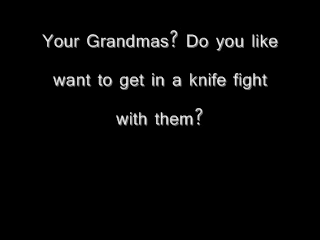 Your Grandmas? Do you like
want to get in a knife fight
with them?